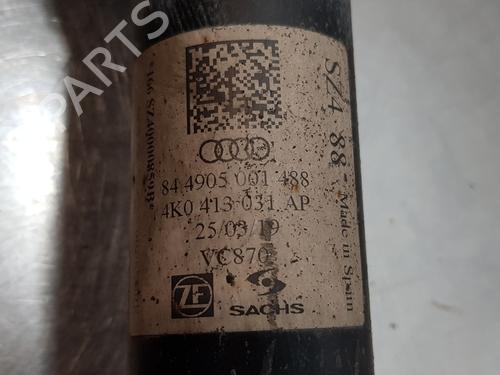 84 4905 001 488
4K0 413 031 AP
25/03/19
VC870
ZF
SACHS
SZ4 88
Made in Spain